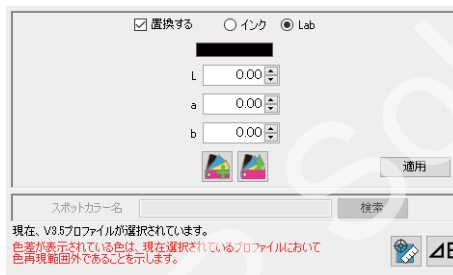 置換する インク Lab
L 0.00
a 0.00
b 0.00
適用
スポットカラー名 検索
現在、V3.5プロファイルが選択されています。
色差が表示されている色は、現在選択されているプロファイルにおいて
色再現範囲外であることを示します。
⊿E